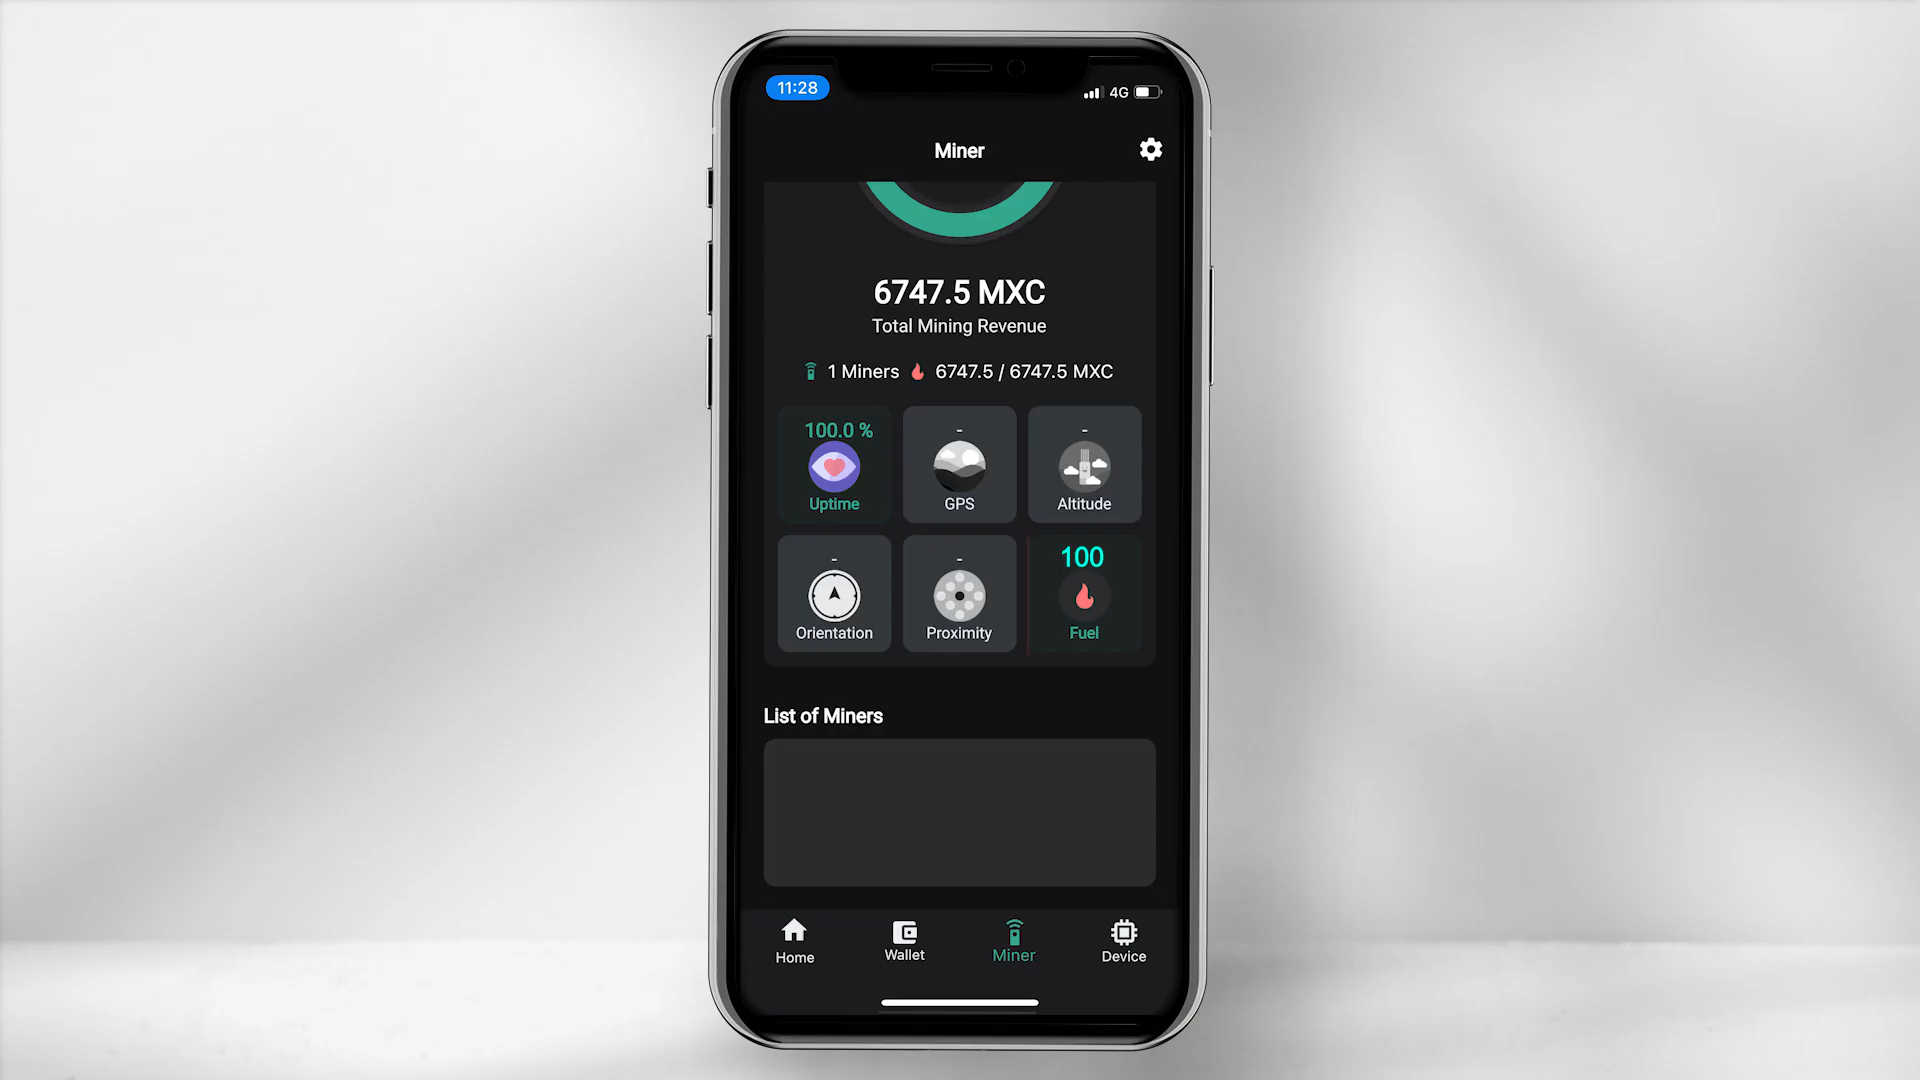 11:28
4G
Miner
6747.5 MXC
Total Mining Revenue
1 Miners 6747.5 / 6747.5 MXC
100.0 % - -
Uptime GPS Altitude
- - 100
Orientation Proximity Fuel
List of Miners
Home Wallet Miner Device